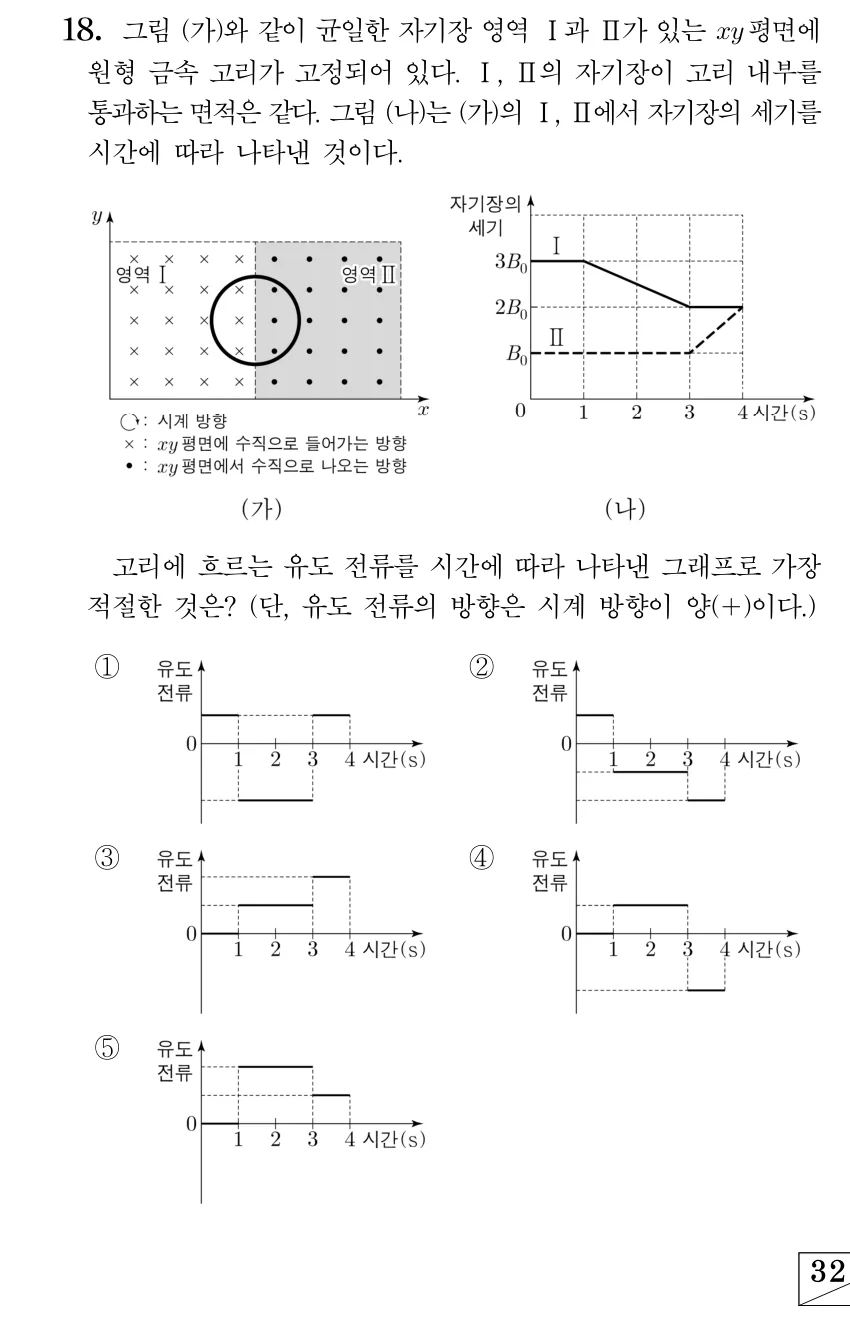 18. 그림 (가)와 같이 균일한 자기장 영역 Ⅰ과 Ⅱ가 있는 xy평면에
원형 금속 고리가 고정되어 있다. Ⅰ, Ⅱ의 자기장이 고리 내부를
통과하는 면적은 같다. 그림 (나)는 (가)의 Ⅰ, Ⅱ에서 자기장의 세기를
시간에 따라 나타낸 것이다.
y
영역 Ⅰ
영역 Ⅱ
x
: 시계 방향
× : xy평면에 수직으로 들어가는 방향
• : xy평면에서 수직으로 나오는 방향
(가)
자기장의
세기
Ⅰ
3B₀
2B₀
Ⅱ
B₀
0 1 2 3 4 시간(s)
(나)
고리에 흐르는 유도 전류를 시간에 따라 나타낸 그래프로 가장
적절한 것은? (단, 유도 전류의 방향은 시계 방향이 양(+)이다.)
① 유도
전류
0
1 2 3 4 시간(s)
② 유도
전류
0
1 2 3 4 시간(s)
③ 유도
전류
0
1 2 3 4 시간(s)
④ 유도
전류
0
1 2 3 4 시간(s)
⑤ 유도
전류
0
1 2 3 4 시간(s)
32